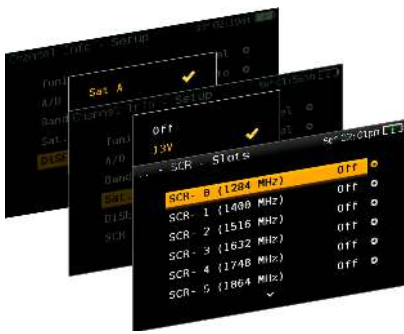 Channel Info - Setup
Tuni
A/D
Band
Sat.
DISE
Sat A
Channel Info - Setup
Tuni
A/D
Band
Sat.
DISE
SCR
Off
13V
SCR - Slots
SCR- 0 (1284 MHz) Off
SCR- 1 (1400 MHz) Off
SCR- 2 (1516 MHz) Off
SCR- 3 (1632 MHz) Off
SCR- 4 (1748 MHz) Off
SCR- 5 (1864 MHz) Off